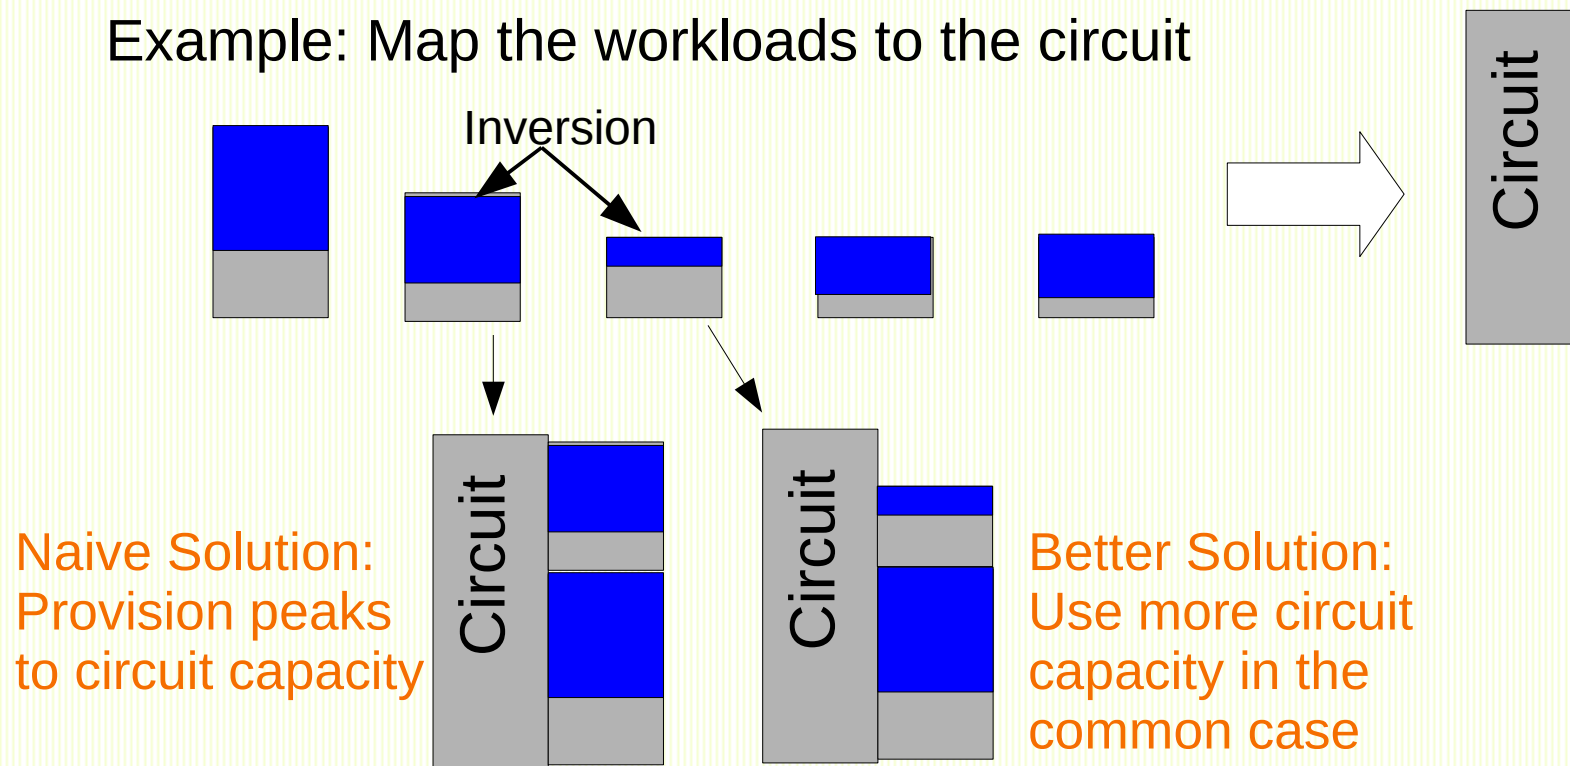 Example: Map the workloads to the circuit
Circuit
Inversion
Naive Solution:
Provision peaks
to circuit capacity
Circuit
Circuit
Better Solution:
Use more circuit
capacity in the
common case